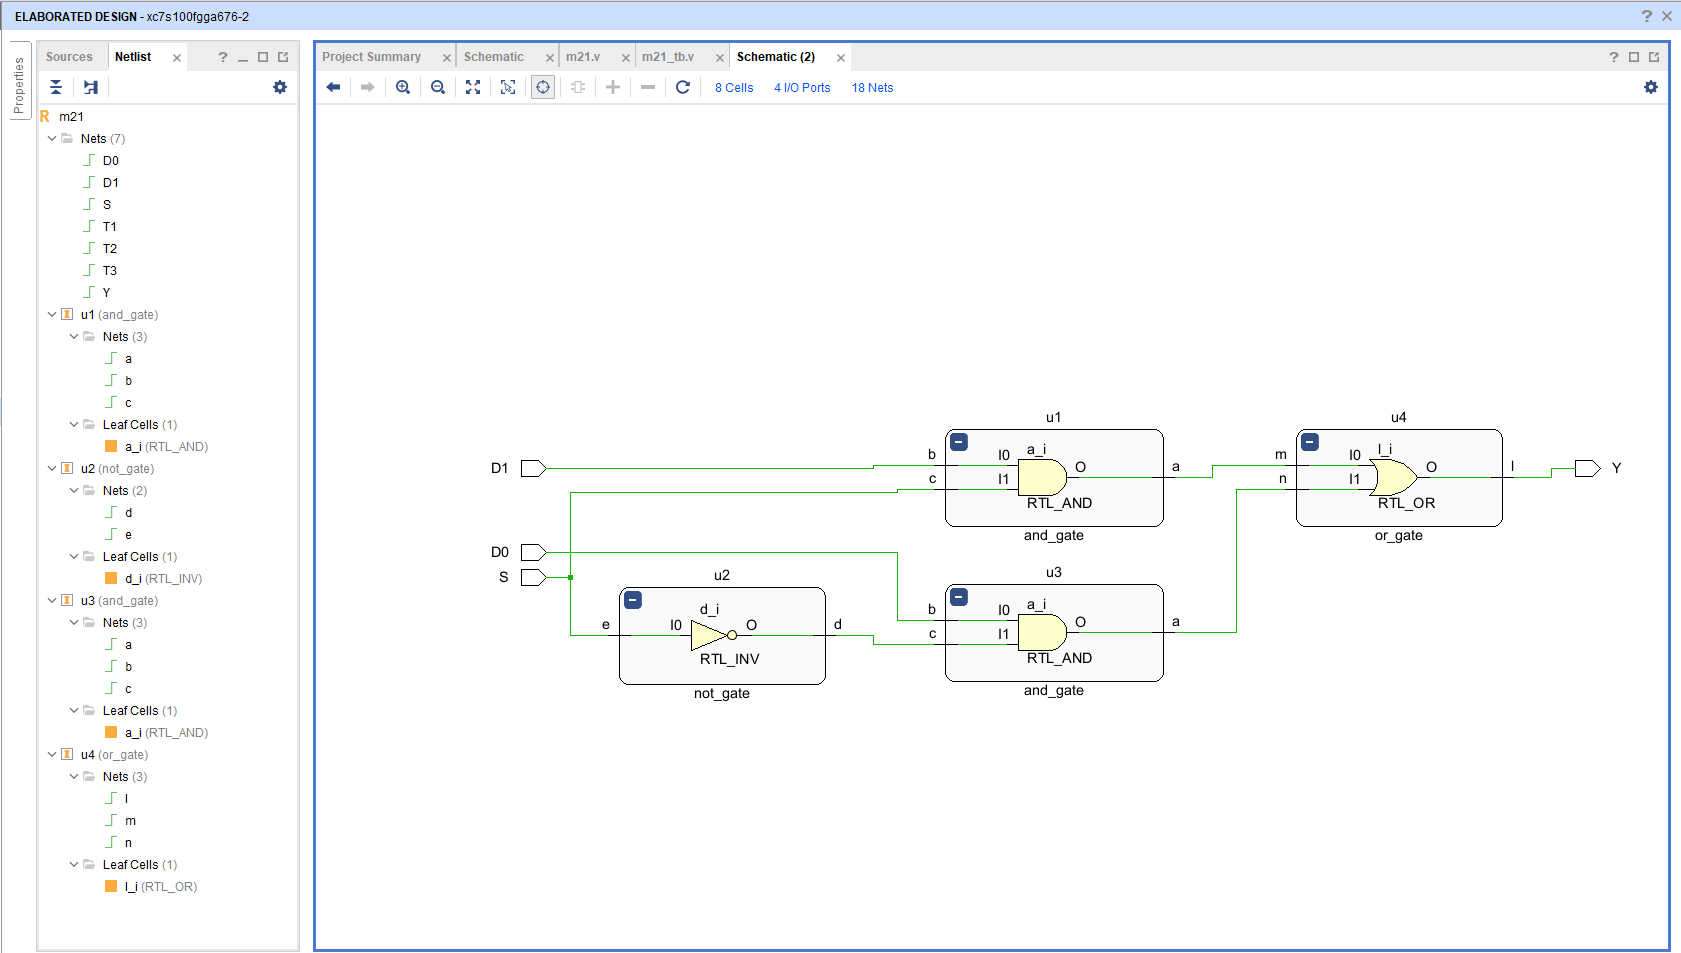 ELABORATED DESIGN - xc7s100fgga676-2
Properties
Sources Netlist
m21
Nets (7)
D0
D1
S
T1
T2
T3
Y
u1 (and_gate)
Nets (3)
a
b
c
Leaf Cells (1)
a_i (RTL_AND)
u2 (not_gate)
Nets (2)
d
e
Leaf Cells (1)
d_i (RTL_INV)
u3 (and_gate)
Nets (3)
a
b
c
Leaf Cells (1)
a_i (RTL_AND)
u4 (or_gate)
Nets (3)
l
m
n
Leaf Cells (1)
l_i (RTL_OR)
Project Summary Schematic m21.v m21_tb.v Schematic (2)
8 Cells 4 I/O Ports 18 Nets
u1 u4
b I0 a_i O a m I0 l_i O l
D1 Y
c I1 n I1
RTL_AND RTL_OR
and_gate or_gate
D0
S
u2 u3
b I0 a_i O a
d_i
e I0 O d c I1
RTL_INV RTL_AND
not_gate and_gate